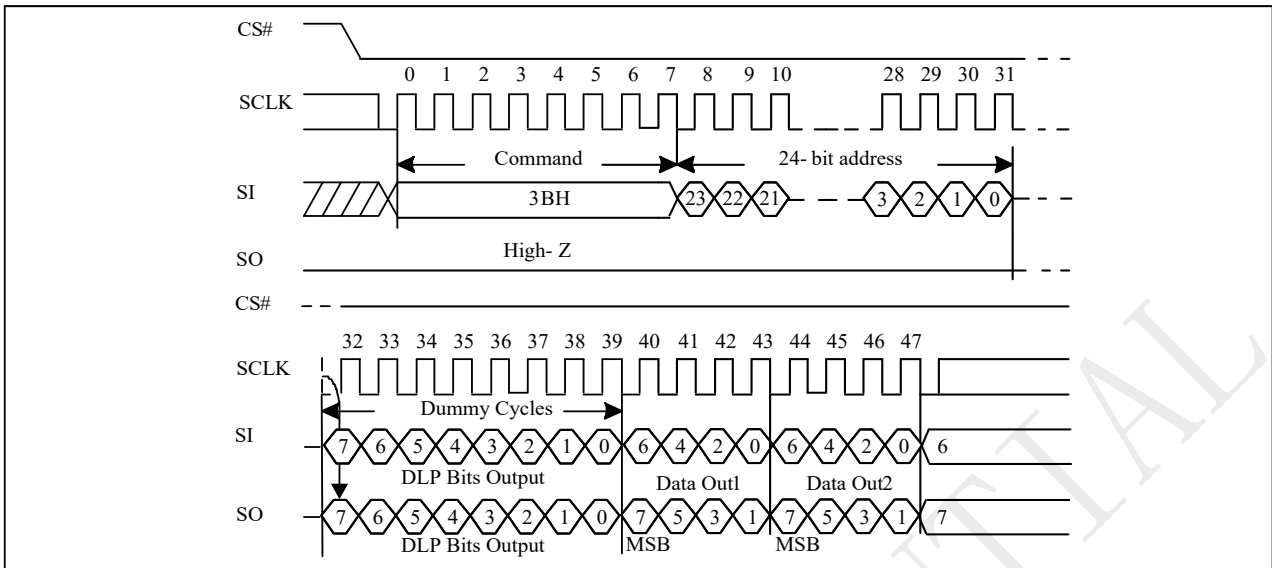 CS#
0 1 2 3 4 5 6 7 8 9 10 28 29 30 31
SCLK
Command 24- bit address
SI 3BH 23 22 21 3 2 1 0
High- Z
SO
CS#
32 33 34 35 36 37 38 39 40 41 42 43 44 45 46 47
SCLK
Dummy Cycles
SI 7 6 5 4 3 2 1 0 6 4 2 0 6 4 2 0 6
DLP Bits Output Data Out1 Data Out2
SO 7 6 5 4 3 2 1 0 7 5 3 1 7 5 3 1 7
DLP Bits Output MSB MSB
TIAL